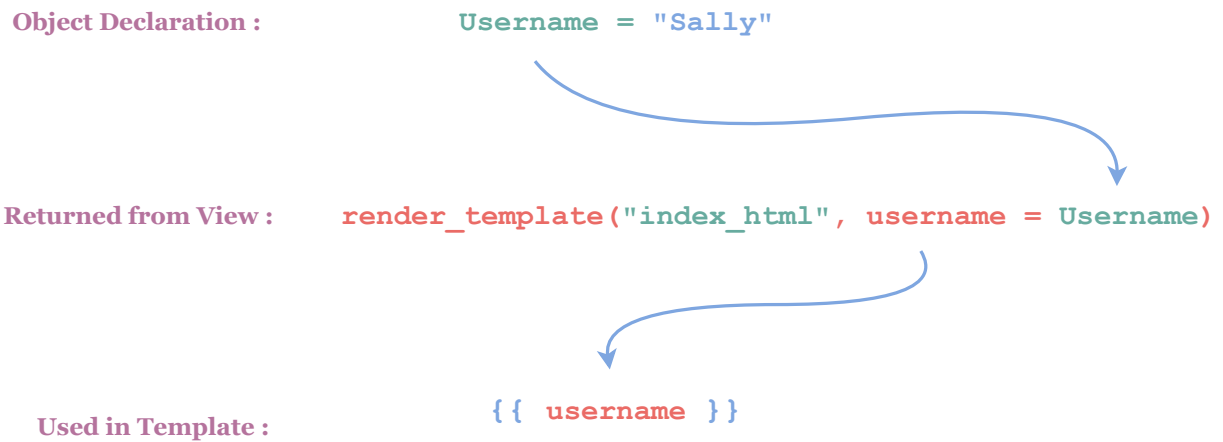 Object Declaration : Username = "Sally"
Returned from View : render_template("index_html", username = Username)
Used in Template : {{ username }}